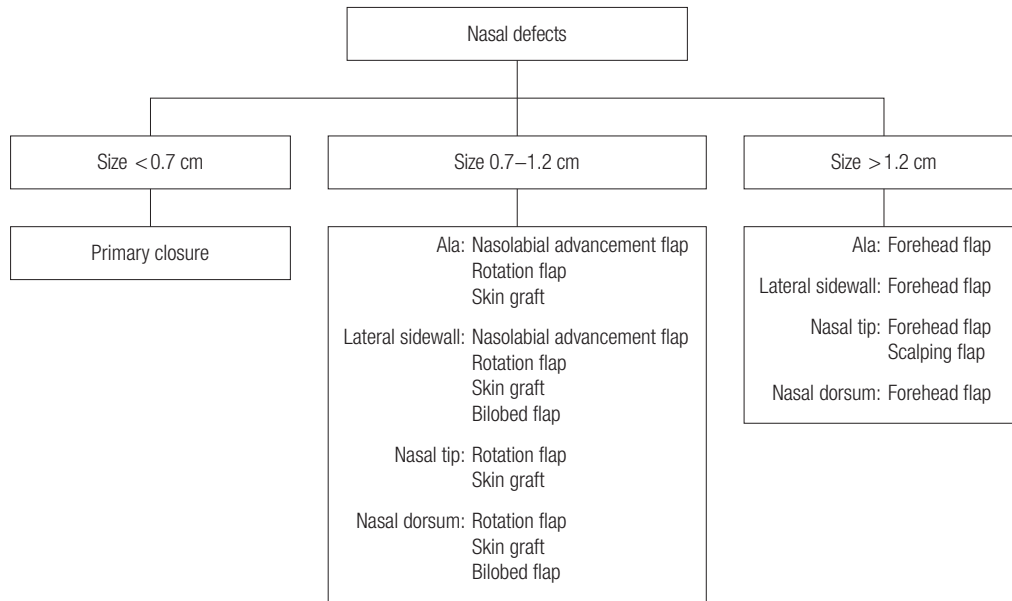 Nasal defects
Size <0.7 cm
Size 0.7–1.2 cm
Size >1.2 cm
Primary closure
Ala: Nasolabial advancement flap
Rotation flap
Skin graft
Lateral sidewall: Nasolabial advancement flap
Rotation flap
Skin graft
Bilobed flap
Nasal tip: Rotation flap
Skin graft
Nasal dorsum: Rotation flap
Skin graft
Bilobed flap
Ala: Forehead flap
Lateral sidewall: Forehead flap
Nasal tip: Forehead flap
Scalping flap
Nasal dorsum: Forehead flap